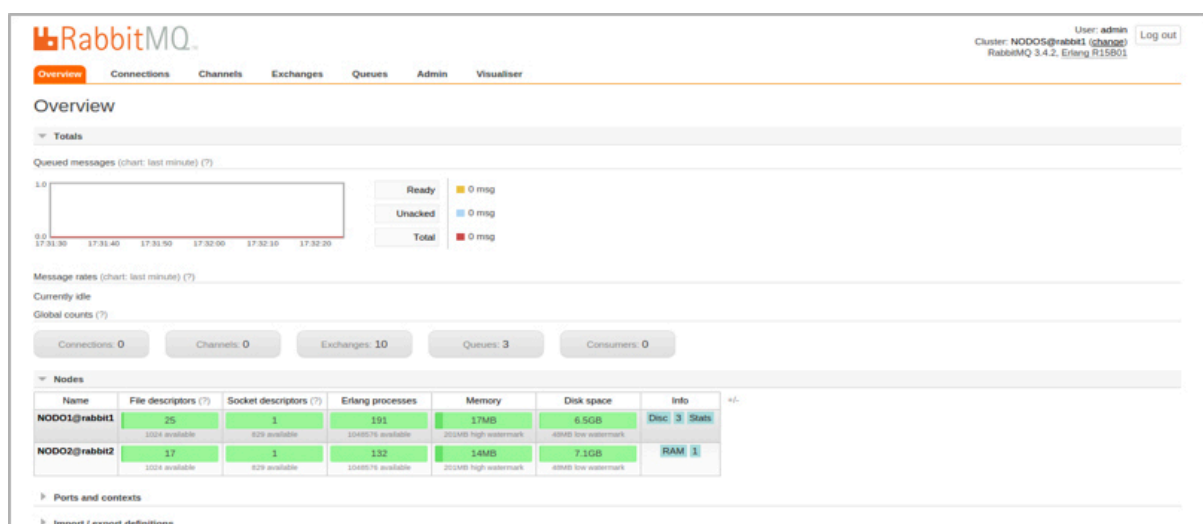 RabbitMQ
User: admin
Cluster: NODOS@rabbit1 (change)
RabbitMQ 3.4.2, Erlang R15B01
Log out
Overview Connections Channels Exchanges Queues Admin Visualiser
Overview
Totals
Queued messages (chart: last minute) (?)
1.0
0.0
17:31:30 17:31:40 17:31:50 17:32:00 17:32:10 17:32:20
Ready 0 msg
Unacked 0 msg
Total 0 msg
Message rates (chart: last minute) (?)
Currently idle
Global counts (?)
Connections: 0 Channels: 0 Exchanges: 10 Queues: 3 Consumers: 0
Nodes
Name File descriptors (?) Socket descriptors (?) Erlang processes Memory Disk space Info +/-
NODO1@rabbit1 25 1 191 17MB 6.5GB Disc 3 Stats
1024 available 829 available 1048576 available 201MB high watermark 48MB low watermark
NODO2@rabbit2 17 1 132 14MB 7.1GB RAM 1
1024 available 829 available 1048576 available 201MB high watermark 48MB low watermark
Ports and contexts
Import / export definitions